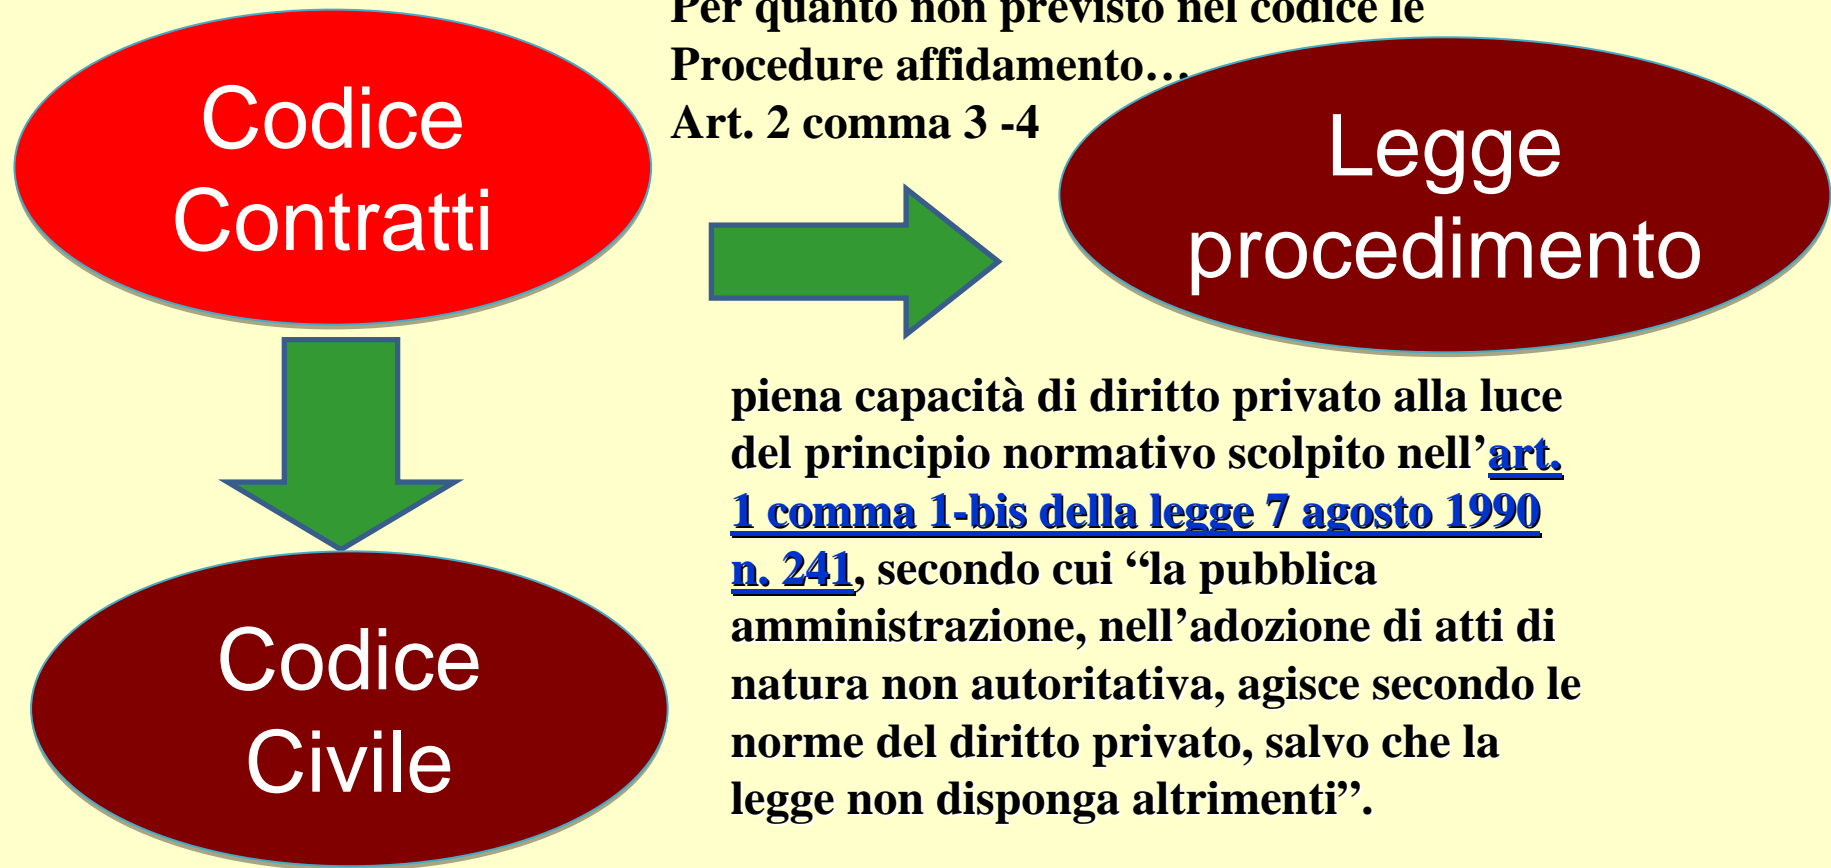 Per quanto non previsto nel codice le
Procedure affidamento…
Art. 2 comma 3 -4
Codice
Contratti
Legge
procedimento
piena capacità di diritto privato alla luce
del principio normativo scolpito nell’art.
1 comma 1-bis della legge 7 agosto 1990
n. 241, secondo cui “la pubblica
amministrazione, nell’adozione di atti di
natura non autoritativa, agisce secondo le
norme del diritto privato, salvo che la
legge non disponga altrimenti”.
Codice
Civile